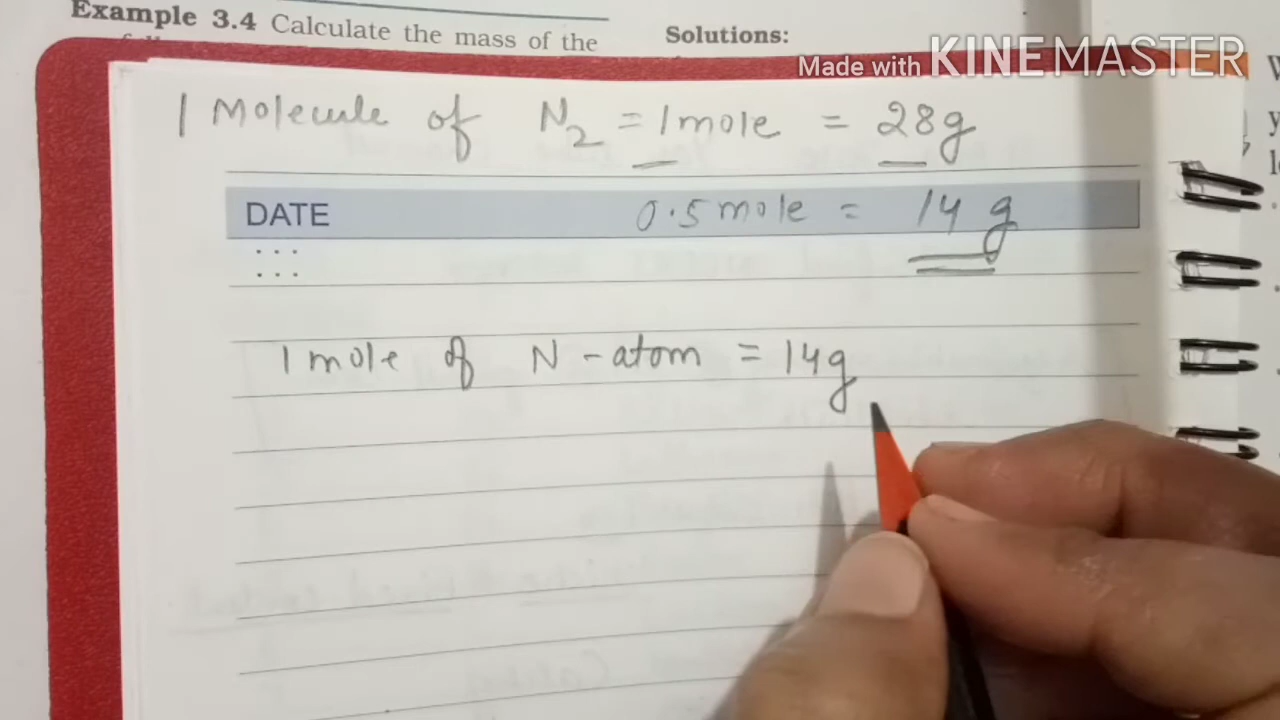 Example 3.4 Calculate the mass of the
Solutions:
Made with KINEMASTER
1 Molecule of N₂ = 1 mole = 28g
DATE
0.5 mole = 14 g
1 mole of N - atom = 14g